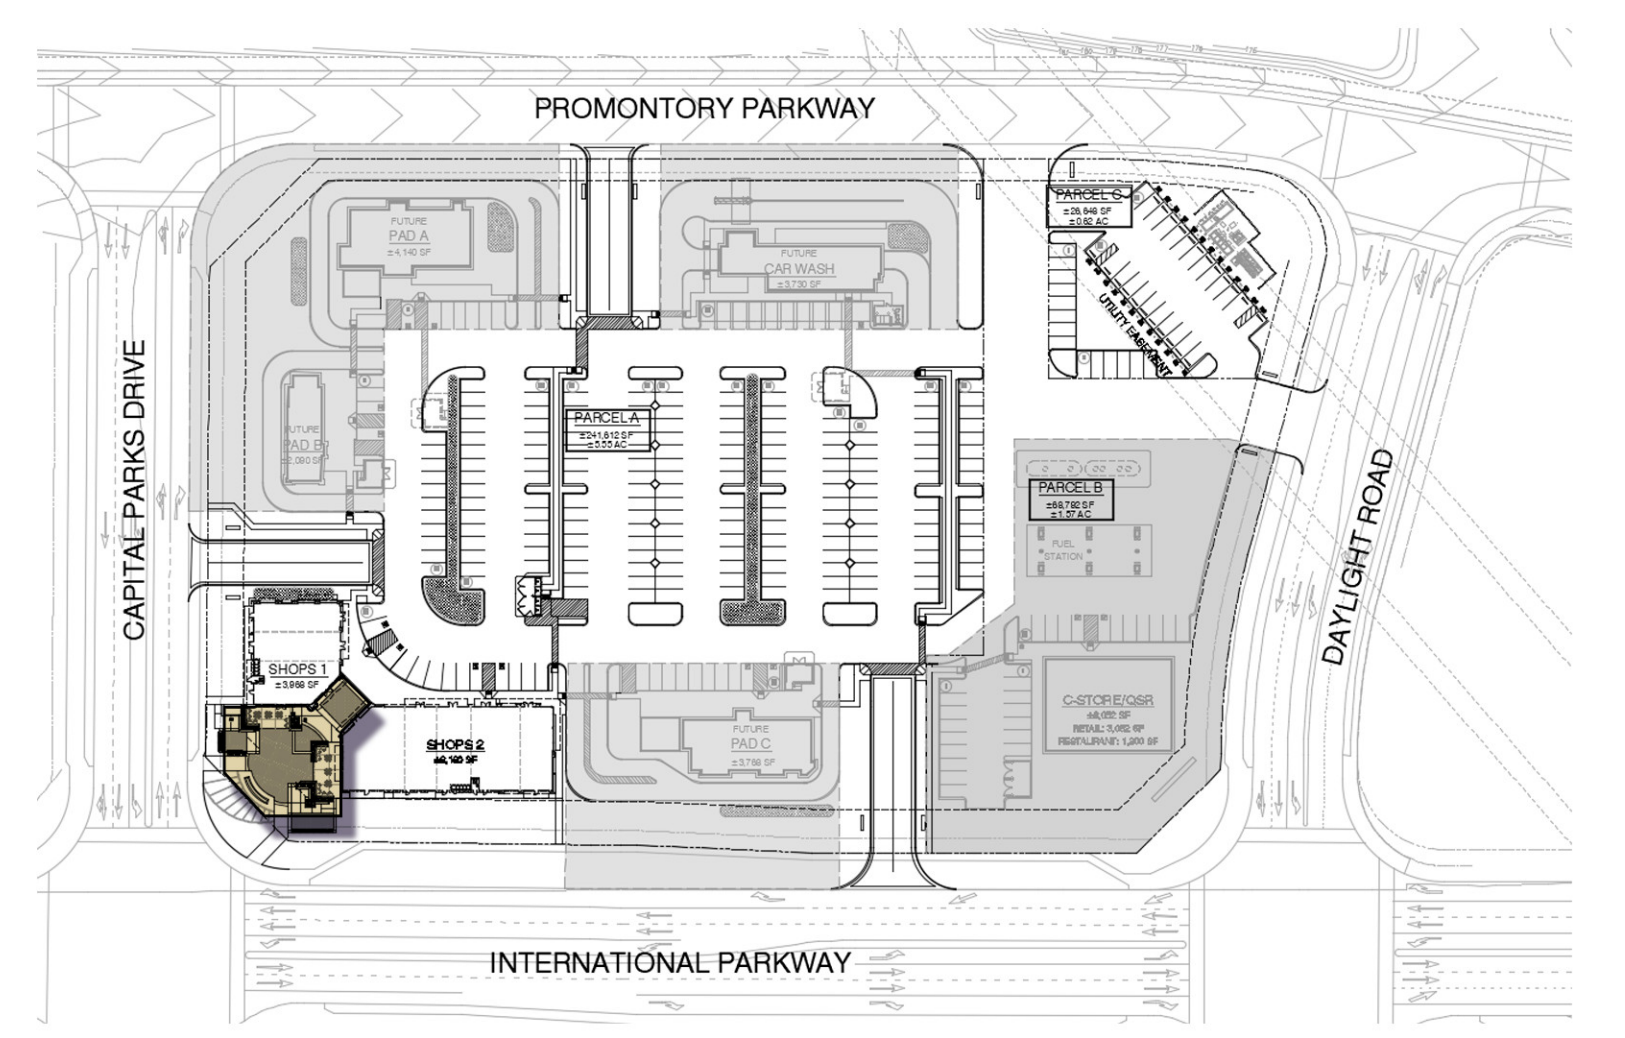 PROMONTORY PARKWAY
PARCEL C
±26,848 SF
±0.62 AC
FUTURE
PAD A
±4,140 SF
FUTURE
CAR WASH
±3,730 SF
UTILITY EASEMENT
CAPITAL PARKS DRIVE
FUTURE
PAD B
±2,090 SF
PARCEL A
±241,612 SF
±5.55 AC
PARCEL B
±68,792 SF
±1.57 AC
FUEL
STATION
DAYLIGHT ROAD
SHOPS 1
±3,968 SF
SHOPS 2
FUTURE
PAD C
±3,768 SF
C-STORE/QSR
RETAIL: 3,052 SF
RESTAURANT: 1,200 SF
INTERNATIONAL PARKWAY